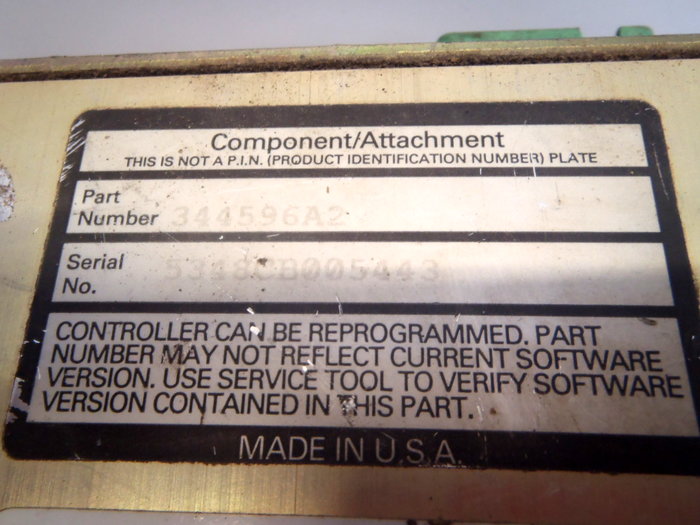 Component/Attachment
THIS IS NOT A P.I.N. (PRODUCT IDENTIFICATION NUMBER) PLATE
Part
Number 344596A2
Serial
No.
CONTROLLER CAN BE REPROGRAMMED. PART
NUMBER MAY NOT REFLECT CURRENT SOFTWARE
VERSION. USE SERVICE TOOL TO VERIFY SOFTWARE
VERSION CONTAINED IN THIS PART.
MADE IN U.S.A.